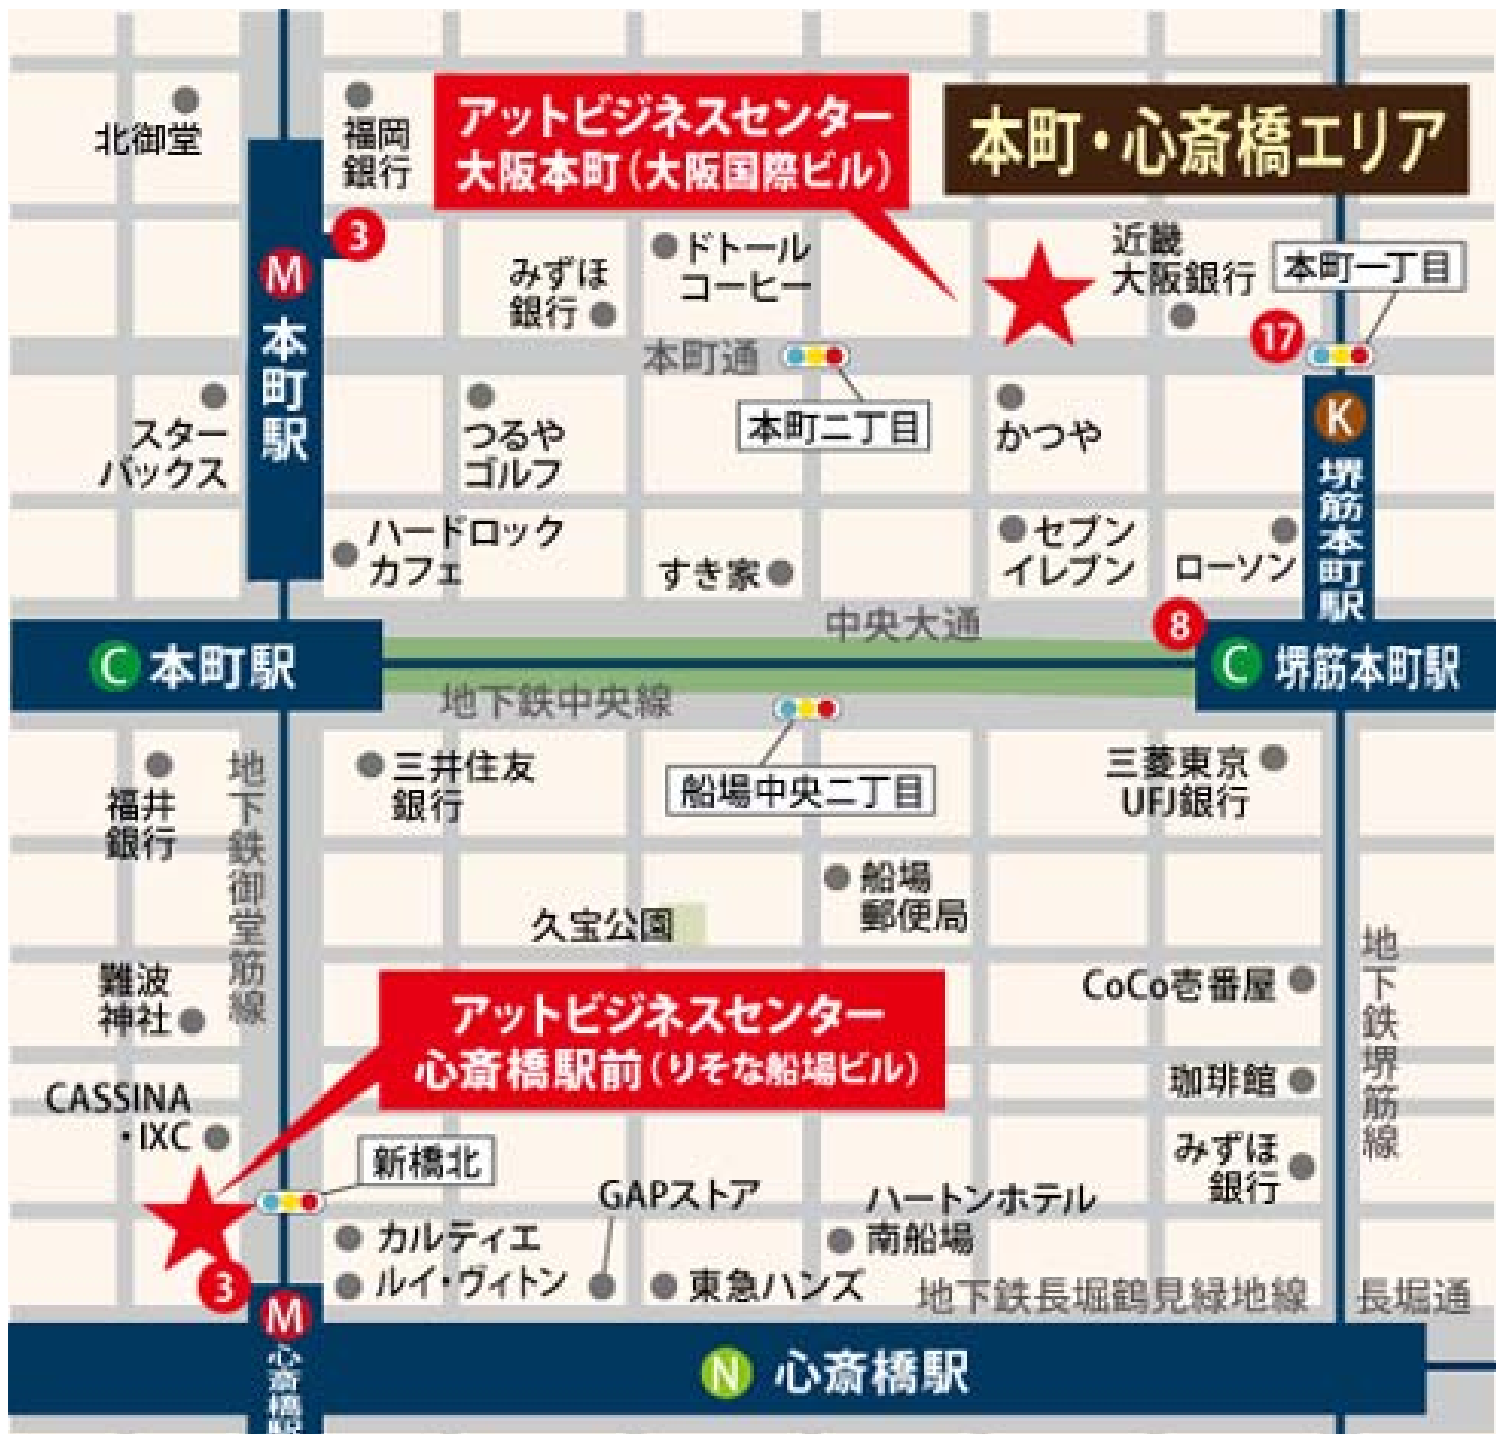 北御堂
福岡
銀行
アットビジネスセンター
大阪本町(大阪国際ビル)
本町・心斎橋エリア
3
M
本町駅
みずほ
銀行
ドトール
コーヒー
近畿
大阪銀行
本町一丁目
17
本町通
本町二丁目
スター
バックス
つるや
ゴルフ
かつや
K
堺筋本町駅
ハードロック
カフェ
すき家
セブン
イレブン
ローソン
中央大通
8
C 本町駅
C 堺筋本町駅
地下鉄中央線
船場中央二丁目
福井
銀行
地下鉄御堂筋線
三井住友
銀行
三菱東京
UFJ銀行
船場
郵便局
久宝公園
難波
神社
CoCo壱番屋
地下鉄堺筋線
アットビジネスセンター
心斎橋駅前(りそな船場ビル)
珈琲館
CASSINA
・IXC
新橋北
みずほ
銀行
GAPストア
ハートンホテル
南船場
カルティエ
ルイ・ヴィトン
東急ハンズ
地下鉄長堀鶴見緑地線
長堀通
3
M
心斎橋駅
N 心斎橋駅